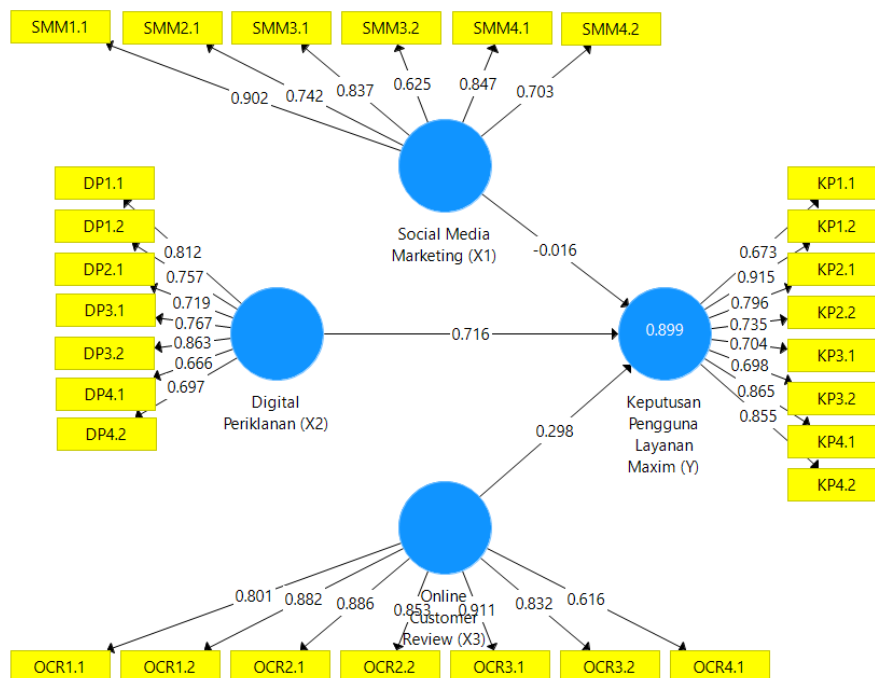 SMM1.1
SMM2.1
SMM3.1
SMM3.2
SMM4.1
SMM4.2
0.902
0.742
0.837
0.625
0.847
0.703
Social Media
Marketing (X1)
-0.016
DP1.1
DP1.2
DP2.1
DP3.1
DP3.2
DP4.1
DP4.2
0.812
0.757
0.719
0.767
0.863
0.666
0.697
Digital
Periklanan (X2)
0.716
KP1.1
KP1.2
KP2.1
KP2.2
KP3.1
KP3.2
KP4.1
KP4.2
0.673
0.915
0.796
0.735
0.704
0.698
0.865
0.855
0.899
Keputusan
Pengguna
Layanan
Maxim (Y)
0.298
Online
Customer
Review (X3)
0.801
0.882
0.886
0.853
0.911
0.832
0.616
OCR1.1
OCR1.2
OCR2.1
OCR2.2
OCR3.1
OCR3.2
OCR4.1